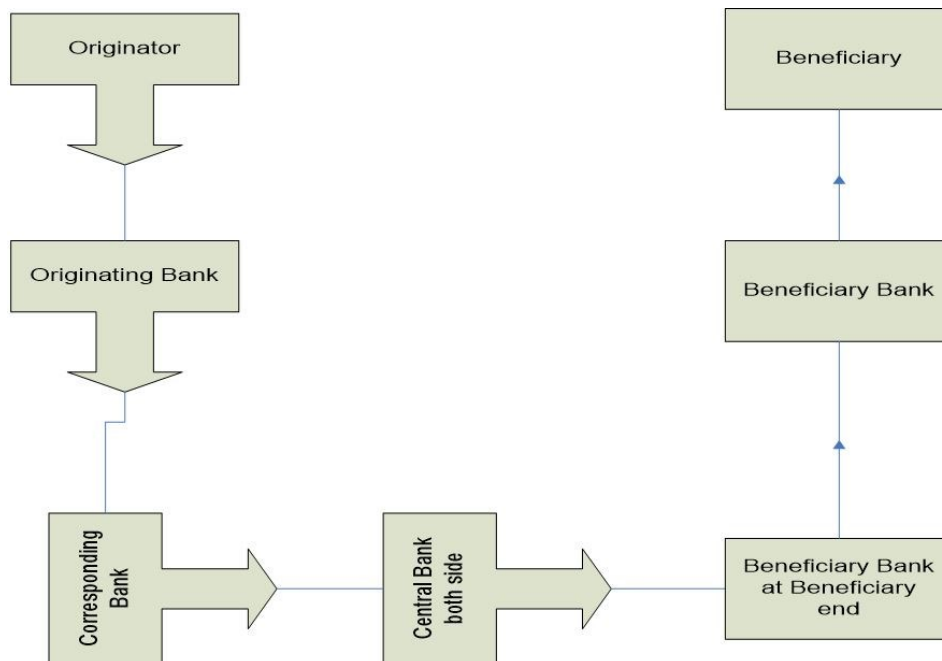 Originator
Beneficiary
Originating Bank
Beneficiary Bank
Corresponding
Bank
Central Bank
both side
Beneficiary Bank
at Beneficiary
end